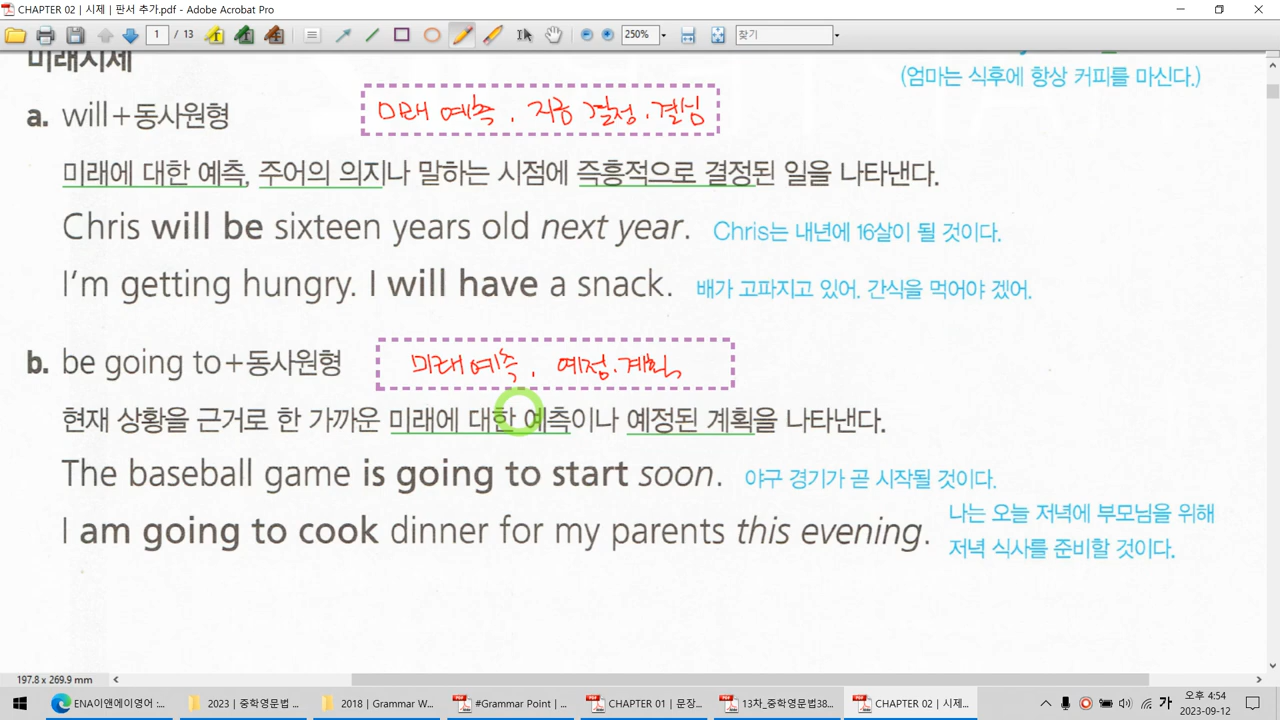 CHAPTER 02 | 시제 | 판서 추가.pdf - Adobe Acrobat Pro
1 / 13 250% 찾기
미래시제
(엄마는 식후에 항상 커피를 마신다.)
a. will+동사원형 미래 예측, 지금 결정, 결심
미래에 대한 예측, 주어의 의지나 말하는 시점에 즉흥적으로 결정된 일을 나타낸다.
Chris will be sixteen years old next year. Chris는 내년에 16살이 될 것이다.
I'm getting hungry. I will have a snack. 배가 고파지고 있어. 간식을 먹어야 겠어.
b. be going to+동사원형 미래 예측, 예정.계획
현재 상황을 근거로 한 가까운 미래에 대한 예측이나 예정된 계획을 나타낸다.
The baseball game is going to start soon. 야구 경기가 곧 시작될 것이다.
I am going to cook dinner for my parents this evening. 나는 오늘 저녁에 부모님을 위해
저녁 식사를 준비할 것이다.
197.8 x 269.9 mm
ENA이앤에이영어 :... 2023 | 중학영문법 ... 2018 | Grammar W... #Grammar Point | ... CHAPTER 01 | 문장... 13차_중학영문법38... CHAPTER 02 | 시제... 가 오후 4:54
2023-09-12